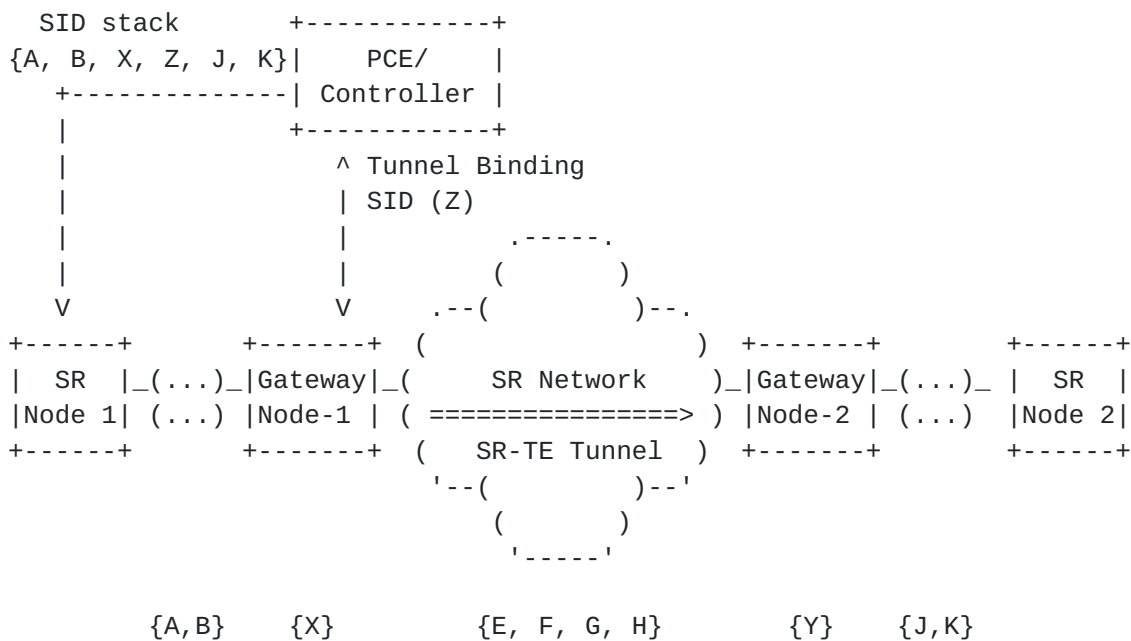 SID stack       +------------+
{A, B, X, Z, J, K}|    PCE/    |
   +--------------| Controller |
   |              +------------+
   |                 ^ Tunnel Binding
   |                 | SID (Z)
   |                 |          .-----.
   |                 |         (       )
   V                 V     .--(         )--.
+------+       +-------+  (                 )  +-------+        +------+
|  SR  |_(...)_|Gateway|_(     SR Network    )_|Gateway|_(...)_ |  SR  |
|Node 1| (...) |Node-1 | ( ================> ) |Node-2 | (...)  |Node 2|
+------+       +-------+  (   SR-TE Tunnel  )  +-------+        +------+
                           '--(         )--'
                               (       )
                                '-----'
         {A,B}    {X}         {E, F, G, H}        {Y}    {J,K}